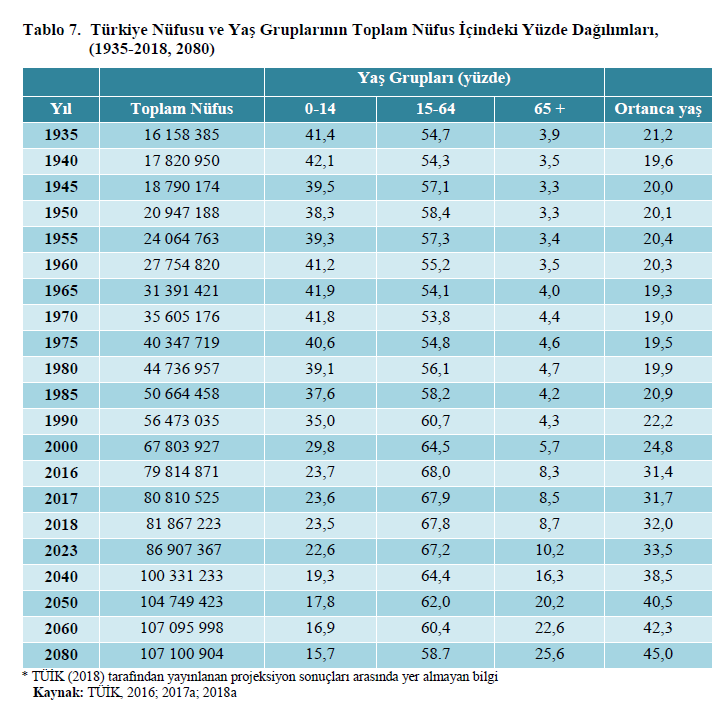 Tablo 7. Türkiye Nüfusu ve Yaş Gruplarının Toplam Nüfus İçindeki Yüzde Dağılımları,
(1935-2018, 2080)
Yaş Grupları (yüzde)
Yıl Toplam Nüfus 0-14 15-64 65 + Ortanca yaş
1935 16 158 385 41,4 54,7 3,9 21,2
1940 17 820 950 42,1 54,3 3,5 19,6
1945 18 790 174 39,5 57,1 3,3 20,0
1950 20 947 188 38,3 58,4 3,3 20,1
1955 24 064 763 39,3 57,3 3,4 20,4
1960 27 754 820 41,2 55,2 3,5 20,3
1965 31 391 421 41,9 54,1 4,0 19,3
1970 35 605 176 41,8 53,8 4,4 19,0
1975 40 347 719 40,6 54,8 4,6 19,5
1980 44 736 957 39,1 56,1 4,7 19,9
1985 50 664 458 37,6 58,2 4,2 20,9
1990 56 473 035 35,0 60,7 4,3 22,2
2000 67 803 927 29,8 64,5 5,7 24,8
2016 79 814 871 23,7 68,0 8,3 31,4
2017 80 810 525 23,6 67,9 8,5 31,7
2018 81 867 223 23,5 67,8 8,7 32,0
2023 86 907 367 22,6 67,2 10,2 33,5
2040 100 331 233 19,3 64,4 16,3 38,5
2050 104 749 423 17,8 62,0 20,2 40,5
2060 107 095 998 16,9 60,4 22,6 42,3
2080 107 100 904 15,7 58.7 25,6 45,0
* TÜİK (2018) tarafından yayınlanan projeksiyon sonuçları arasında yer almayan bilgi
Kaynak: TÜİK, 2016; 2017a; 2018a